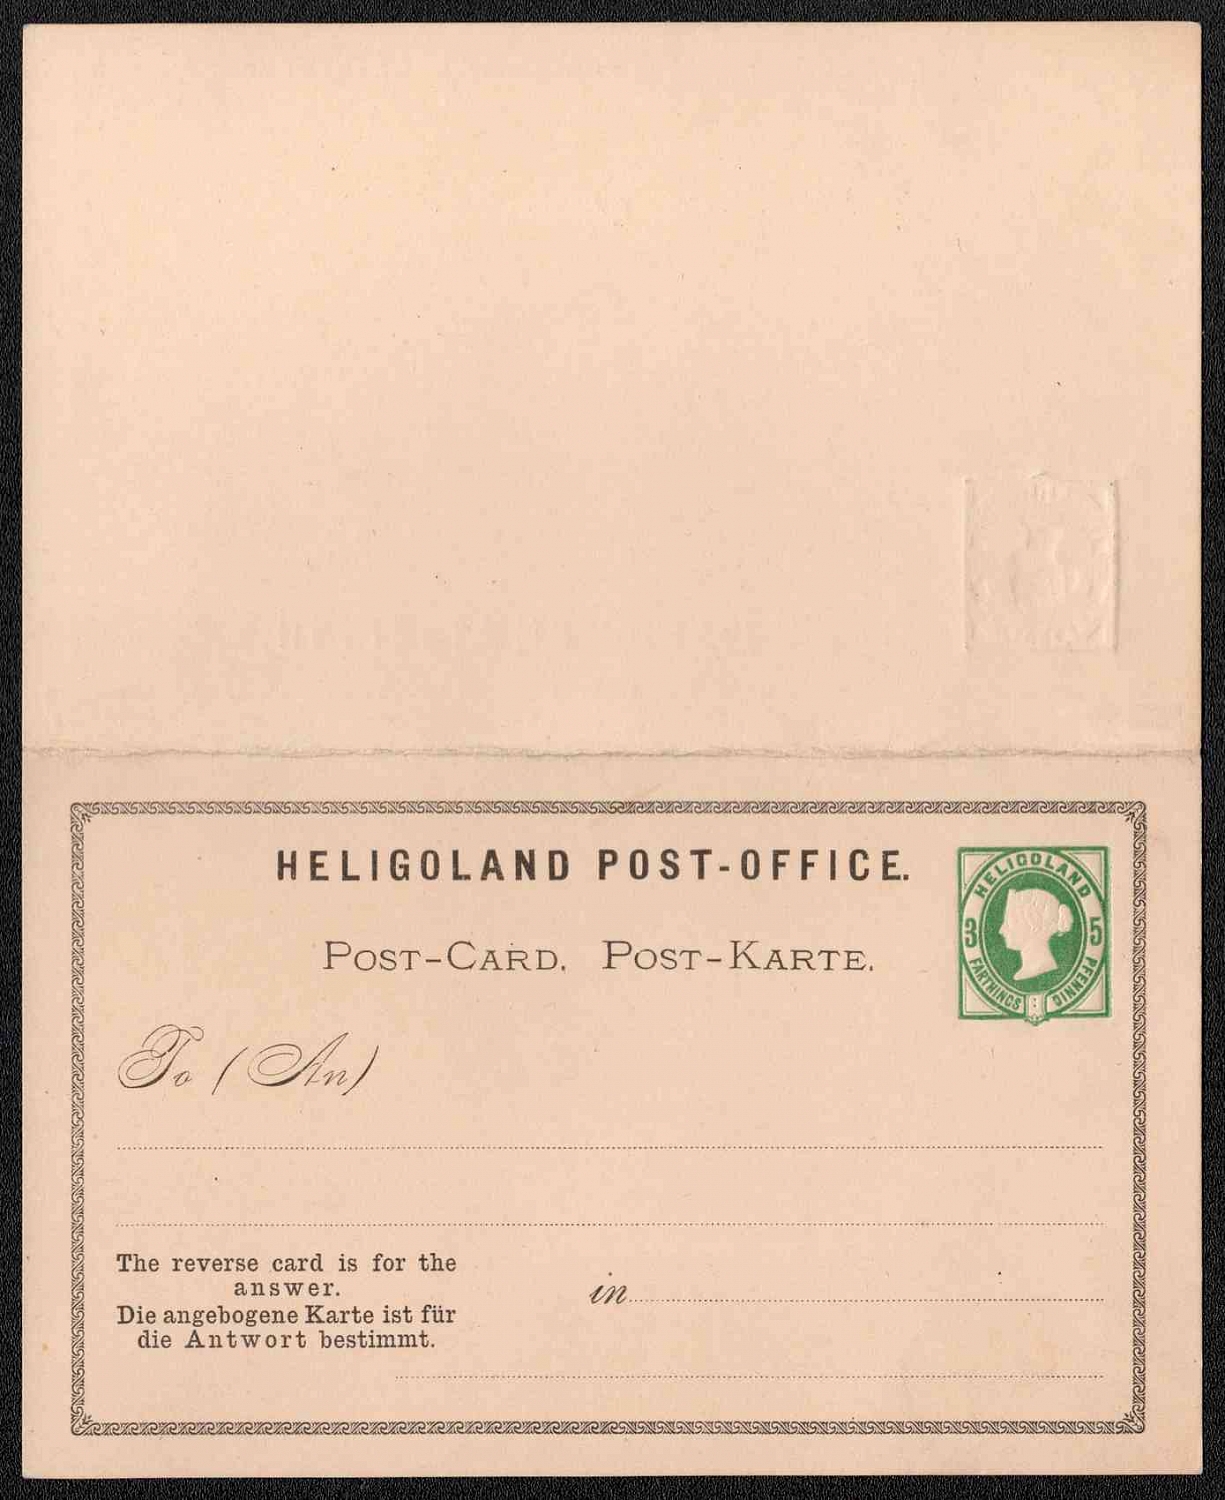 HELIGOLAND POST-OFFICE.
HELIGOLAND
3 5
FARTHINGS PFENNIG
POST-CARD. POST-KARTE.
To (An)
The reverse card is for the
answer.
Die angebogene Karte ist für
die Antwort bestimmt.
in